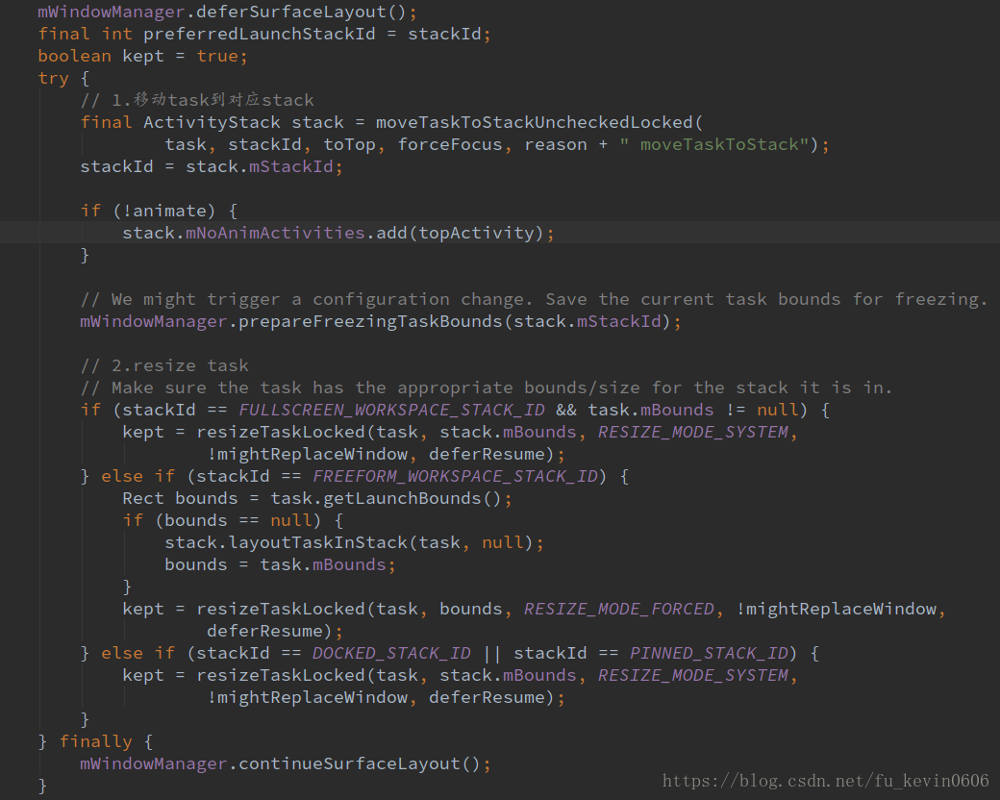 mWindowManager.deferSurfaceLayout();
final int preferredLaunchStackId = stackId;
boolean kept = true;
try {
    // 1.移动task到对应stack
    final ActivityStack stack = moveTaskToStackUncheckedLocked(
            task, stackId, toTop, forceFocus, reason + " moveTaskToStack");
    stackId = stack.mStackId;

    if (!animate) {
        stack.mNoAnimActivities.add(topActivity);
    }

    // We might trigger a configuration change. Save the current task bounds for freezing.
    mWindowManager.prepareFreezingTaskBounds(stack.mStackId);

    // 2.resize task
    // Make sure the task has the appropriate bounds/size for the stack it is in.
    if (stackId == FULLSCREEN_WORKSPACE_STACK_ID && task.mBounds != null) {
        kept = resizeTaskLocked(task, stack.mBounds, RESIZE_MODE_SYSTEM,
                !mightReplaceWindow, deferResume);
    } else if (stackId == FREEFORM_WORKSPACE_STACK_ID) {
        Rect bounds = task.getLaunchBounds();
        if (bounds == null) {
            stack.layoutTaskInStack(task, null);
            bounds = task.mBounds;
        }
        kept = resizeTaskLocked(task, bounds, RESIZE_MODE_FORCED, !mightReplaceWindow,
                deferResume);
    } else if (stackId == DOCKED_STACK_ID || stackId == PINNED_STACK_ID) {
        kept = resizeTaskLocked(task, stack.mBounds, RESIZE_MODE_SYSTEM,
                !mightReplaceWindow, deferResume);
    }
} finally {
    mWindowManager.continueSurfaceLayout();
}
https://blog.csdn.net/fu_kevin0606